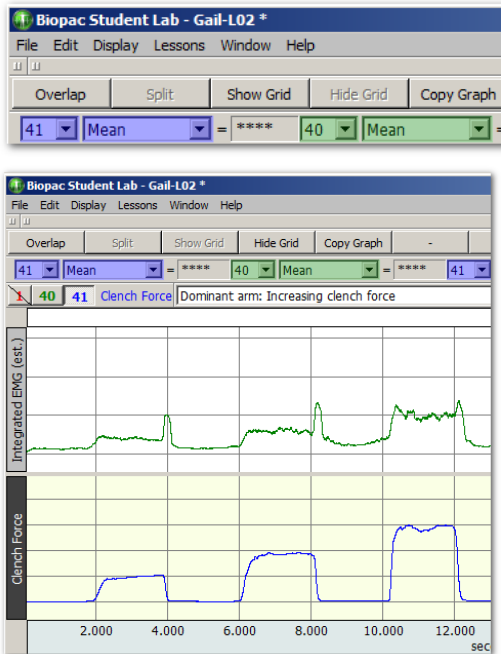 Biopac Student Lab - Gail-L02 *
File Edit Display Lessons Window Help
Overlap Split Show Grid Hide Grid Copy Graph
41 Mean = **** 40 Mean =
Biopac Student Lab - Gail-L02 *
File Edit Display Lessons Window Help
Overlap Split Show Grid Hide Grid Copy Graph -
41 Mean = **** 40 Mean = **** 41
1 40 41 Clench Force Dominant arm: Increasing clench force
Integrated EMG (est.)
Clench Force
2.000 4.000 6.000 8.000 10.000 12.000
sec